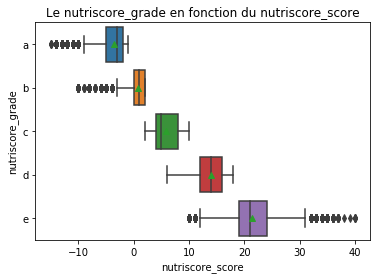 Le nutriscore_grade en fonction du nutriscore_score
nutriscore_grade
a
b
c
d
e
−10
0
10
20
30
40
nutriscore_score